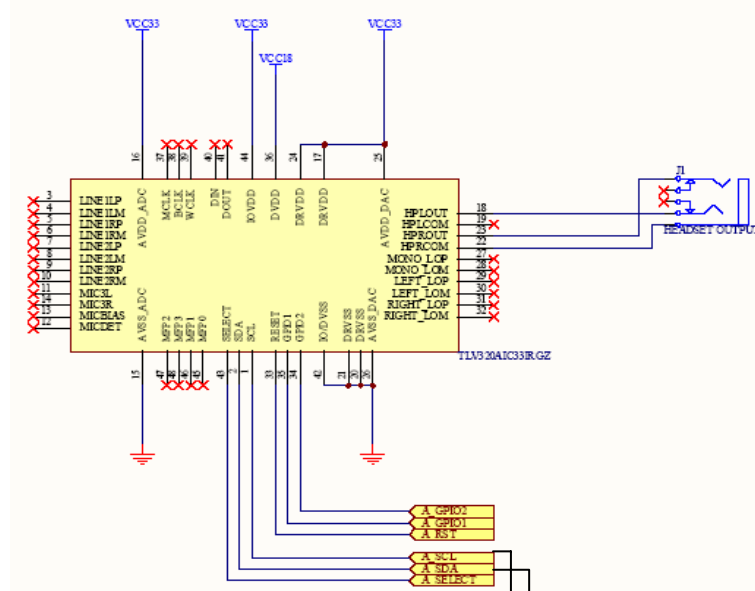 VCC33 VCC33 VCC33
VCC18
16 37 38 39 40 41 44 36 24 17 25
AVDD_ADC MCLK BCLK WCLK DIN DOUT IOVDD DVDD DRVDD DRVDD AVDD_DAC
3 LINE1LP
4 LINE1LM
5 LINE1RP
6 LINE1RM
7 LINE2LP
8 LINE2LM
9 LINE2RP
10 LINE2RM
11 MIC3L
14 MIC3R
13 MICBIAS
12 MICDET
HPLOUT 18
HPLCOM 19
HPROUT 23
HPRCOM 22
MONO_LOP 27
MONO_LOM 28
LEFT_LOP 29
LEFT_LOM 30
RIGHT_LOP 31
RIGHT_LOM 32
J1
HEADSET OUTPU
AVSS_ADC MFP2 MFP3 MFP1 MFP0 SELECT SDA SCL RESET GPIO1 GPIO2 IO/DVSS DRVSS DRVSS AVSS_DAC
TLV320AIC33IRGZ
15 47 48 46 45 43 2 1 33 35 34 42 21 20 26
A_GPIO2
A_GPIO1
A_RST
A_SCL
A_SDA
A_SELECT